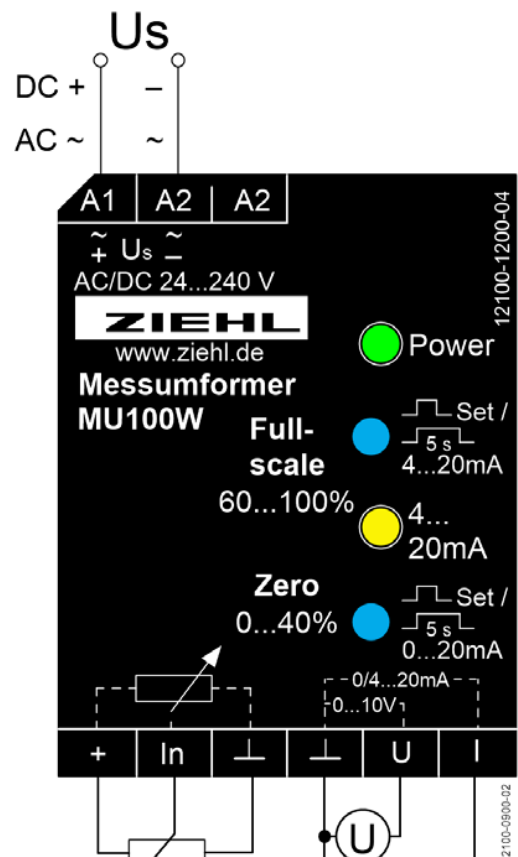 Us
DC + –
AC ~ ~
A1 A2 A2
~ ~
+ Us –
AC/DC 24...240 V
ZIEHL
www.ziehl.de
12100-1200-04
Power
Messumformer
MU100W
Full-
scale
60...100%
Set /
5 s
4...20mA
4...
20mA
Zero
0...40%
Set /
5 s
0...20mA
0/4...20mA
0...10V
+ In ⊥ ⊥ U I
U
2100-0900-02